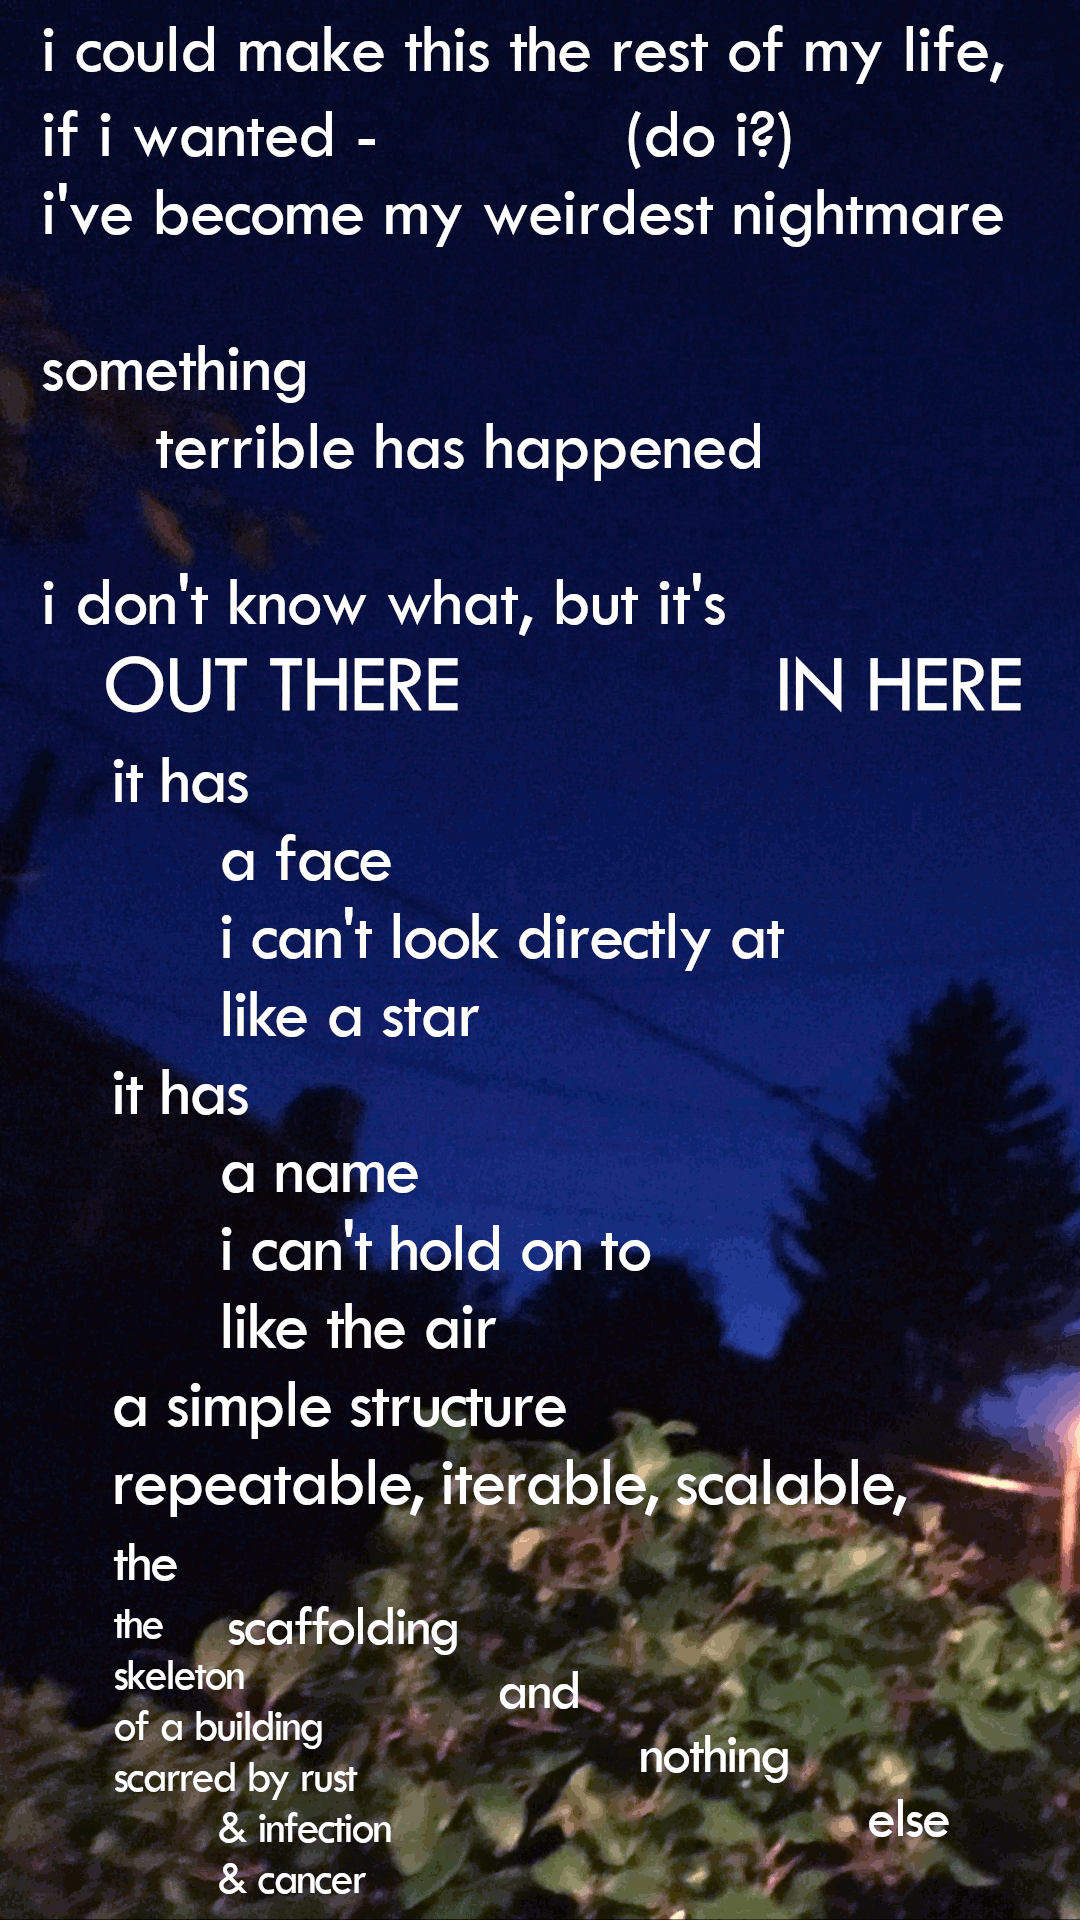 i could make this the rest of my life,
if i wanted - (do i?)
i've become my weirdest nightmare
something
terrible has happened
i don't know what, but it's
OUT THERE IN HERE
it has
a face
i can't look directly at
like a star
it has
a name
i can't hold on to
like the air
a simple structure
repeatable, iterable, scalable,
the
the
skeleton
of a building
scarred by rust
& infection
& cancer
scaffolding
and
nothing
else